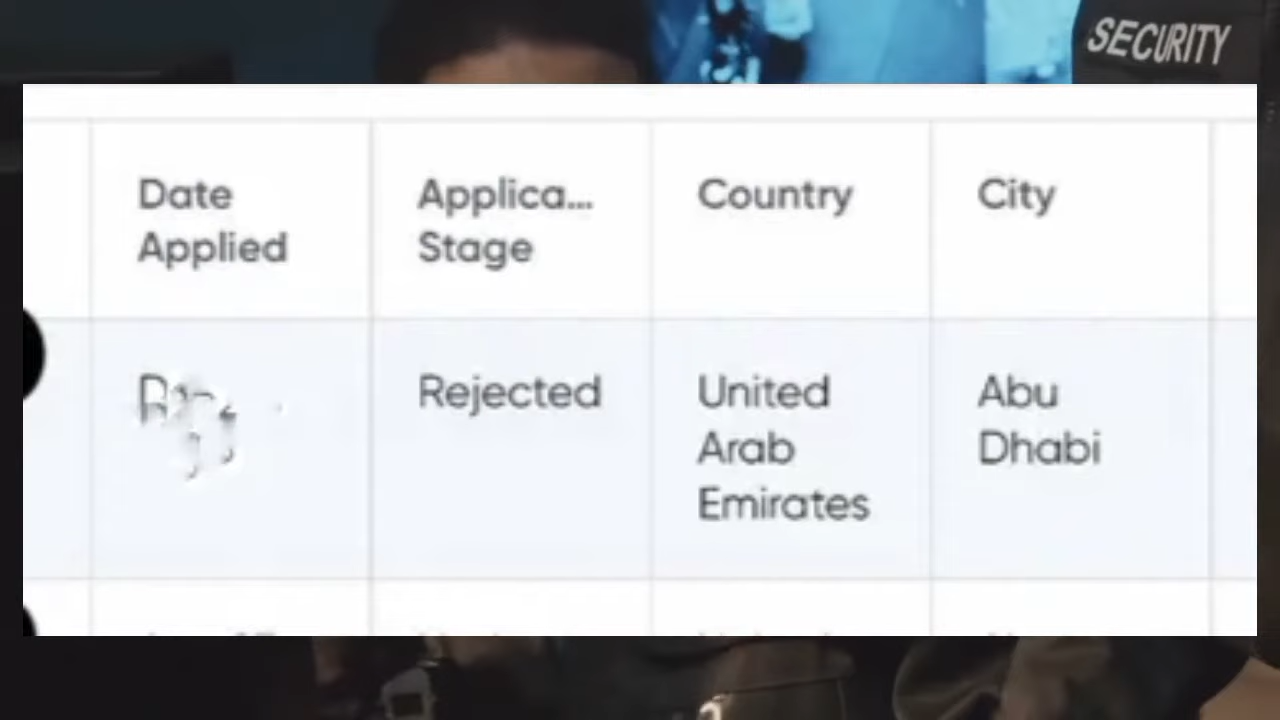 SECURITY
Date
Applied
Applica...
Stage
Country
City
Rejected
United
Arab
Emirates
Abu
Dhabi